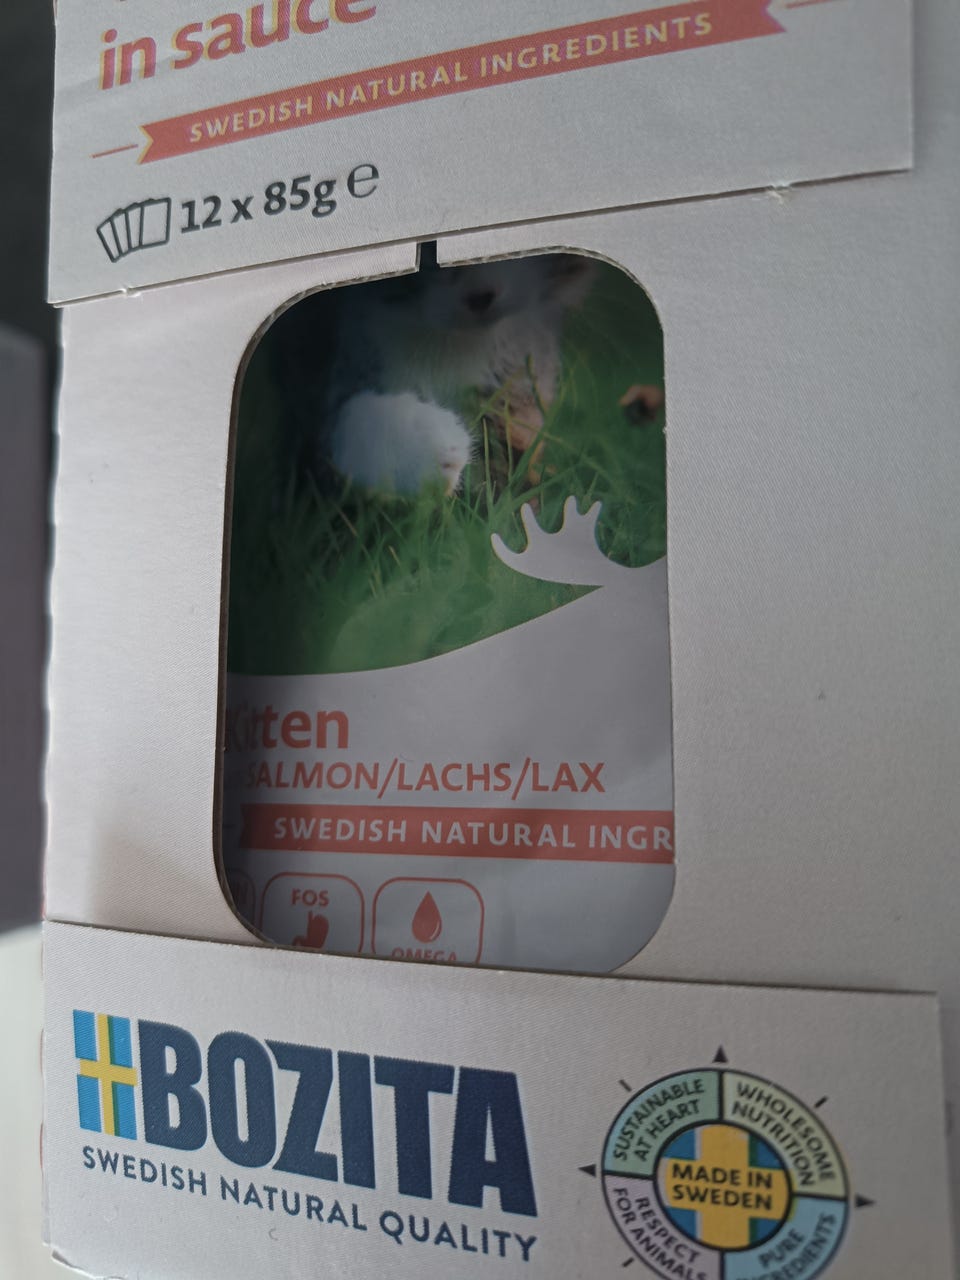 in sauce
SWEDISH NATURAL INGREDIENTS
12 x 85g ℮
Kitten
SALMON/LACHS/LAX
SWEDISH NATURAL INGR
FOS
OMEGA
BOZITA
SWEDISH NATURAL QUALITY
SUSTAINABLE
AT HEART
WHOLESOME
NUTRITION
MADE IN
SWEDEN
RESPECT
FOR ANIMALS
PURE